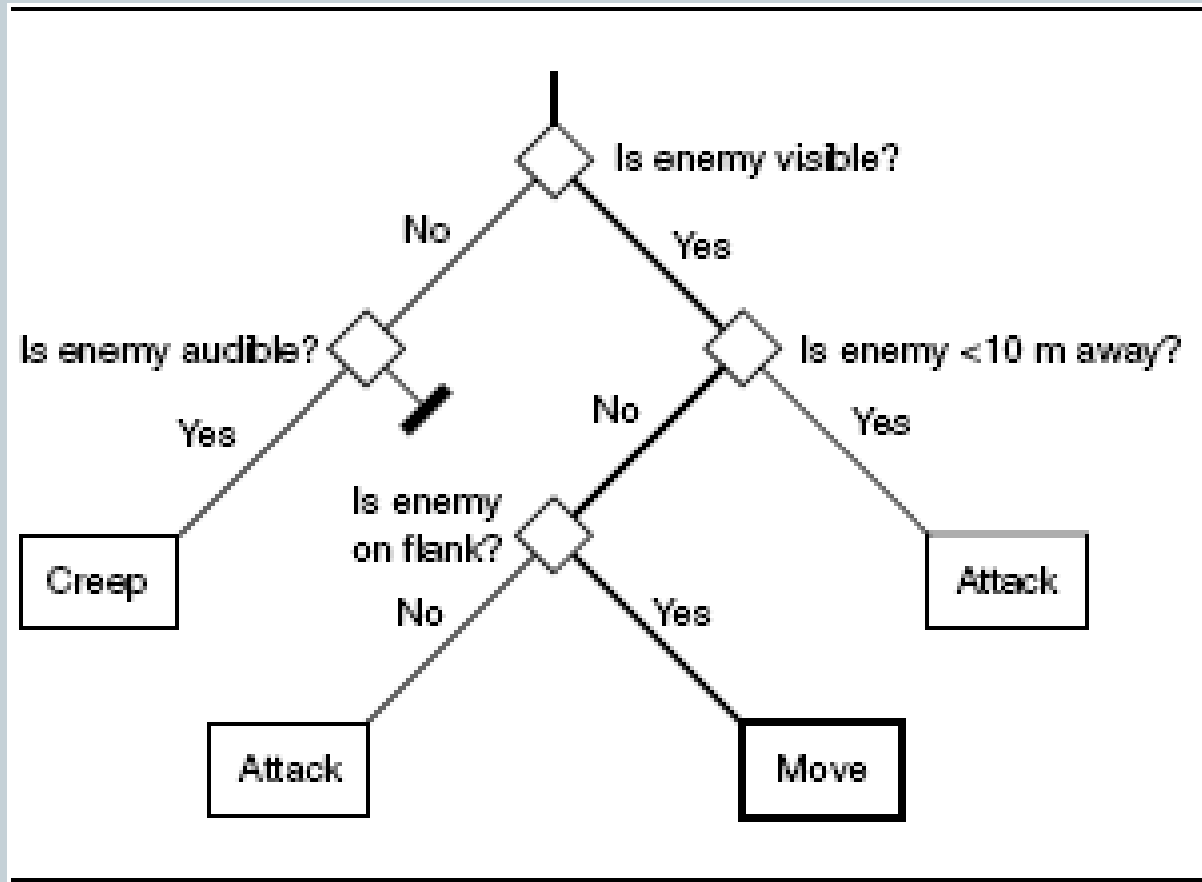 Is enemy visible?
No
Yes
Is enemy audible?
Is enemy <10 m away?
Yes
No
Yes
Is enemy
on flank?
Creep
Attack
No
Yes
Attack
Move